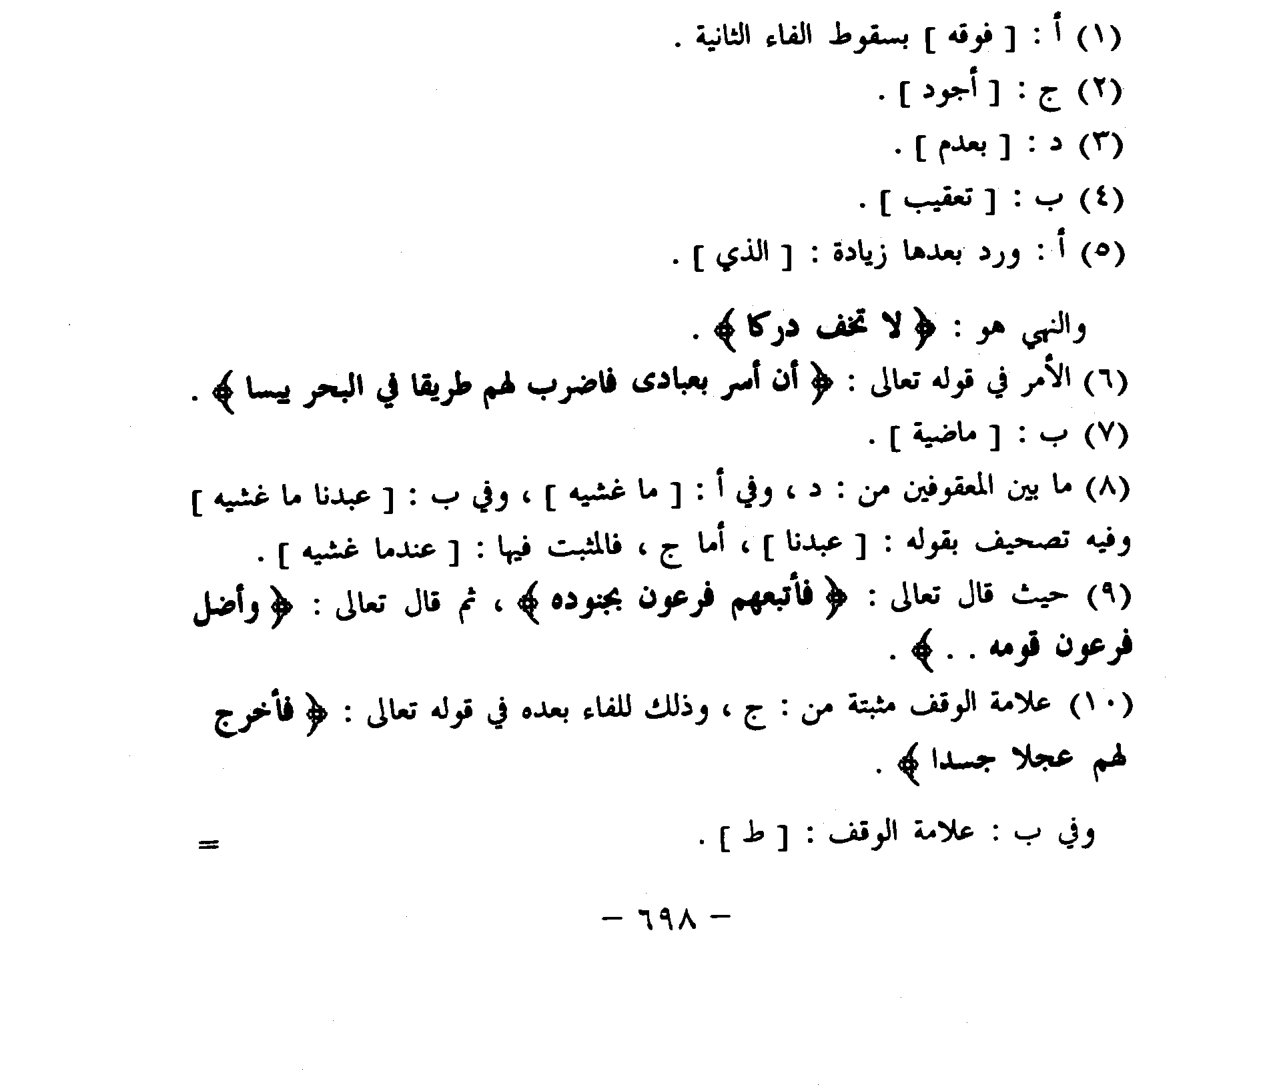 (١) أ : [ فوقه ] بسقوط الفاء الثانية .
(٢) ج : [ أجود ] .
(٣) د : [ بعدم ] .
(٤) ب : [ تعقيب ] .
(٥) أ : ورد بعدها زيادة : [ الذي ] .
والنهي هو : ﴿ لا تخف دركا ﴾ .
(٦) الأمر في قوله تعالى : ﴿ أن أسر بعبادى فاضرب لهم طريقا في البحر يبسا ﴾ .
(٧) ب : [ ماضية ] .
(٨) ما بين المعقوفين من : د ، وفي أ : [ ما غشيه ] ، وفي ب : [ عبدنا ما غشيه ]
وفيه تصحيف بقوله : [ عبدنا ] ، أما ج ، فالمثبت فيها : [ عندما غشيه ] .
(٩) حيث قال تعالى : ﴿ فأتبعهم فرعون بجنوده ﴾ ، ثم قال تعالى : ﴿ وأضل
فرعون قومه . . ﴾ .
(١٠) علامة الوقف مثبتة من : ج ، وذلك للفاء بعده في قوله تعالى : ﴿ فأخرج
لهم عجلا جسدا ﴾ .
وفي ب : علامة الوقف : [ ط ] .
=
– ٦٩٨ –